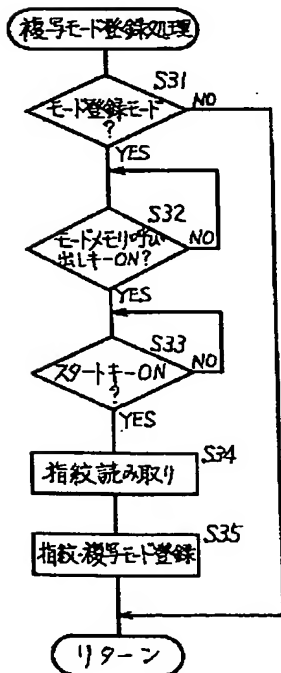 複写モード登録処理
S31
モード登録モード
?
NO
YES
S32
モードメモリ呼び
出しキーON?
NO
YES
S33
スタートキーON
?
NO
YES
S34
指紋読み取り
S35
指紋・複写モード登録
リターン